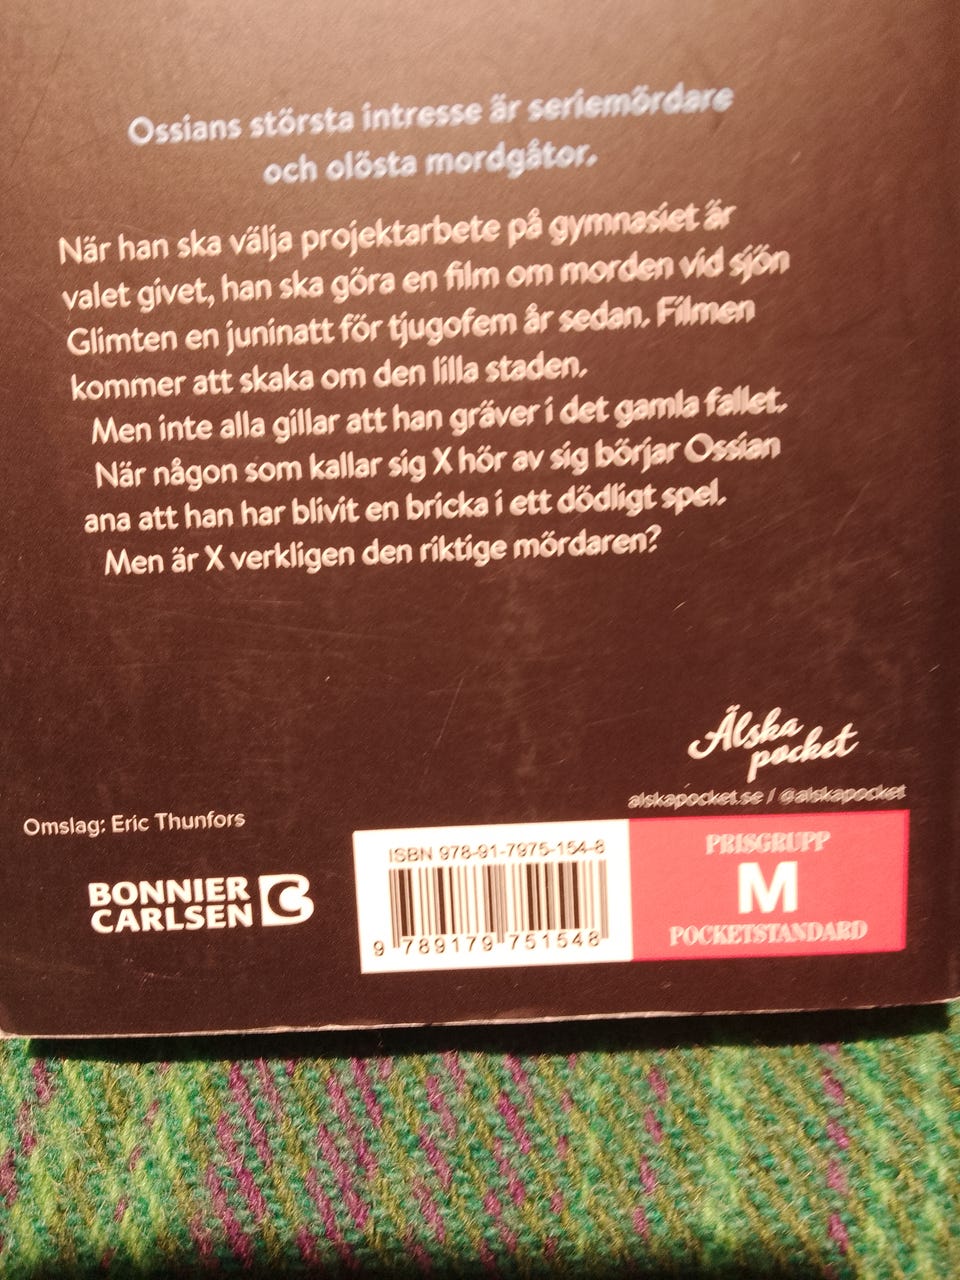 Ossians största intresse är seriemördare
och olösta mordgåtor.
När han ska välja projektarbete på gymnasiet är
valet givet, han ska göra en film om morden vid sjön
Glimten en juninatt för tjugofem år sedan. Filmen
kommer att skaka om den lilla staden.
Men inte alla gillar att han gräver i det gamla fallet.
När någon som kallar sig X hör av sig börjar Ossian
ana att han har blivit en bricka i ett dödligt spel.
Men är X verkligen den riktige mördaren?
Älska
pocket
alskapocket.se / @alskapocket
Omslag: Eric Thunfors
BONNIER
CARLSEN
ISBN 978-91-7975-154-8
9 789179 751548
PRISGRUPP
M
POCKETSTANDARD